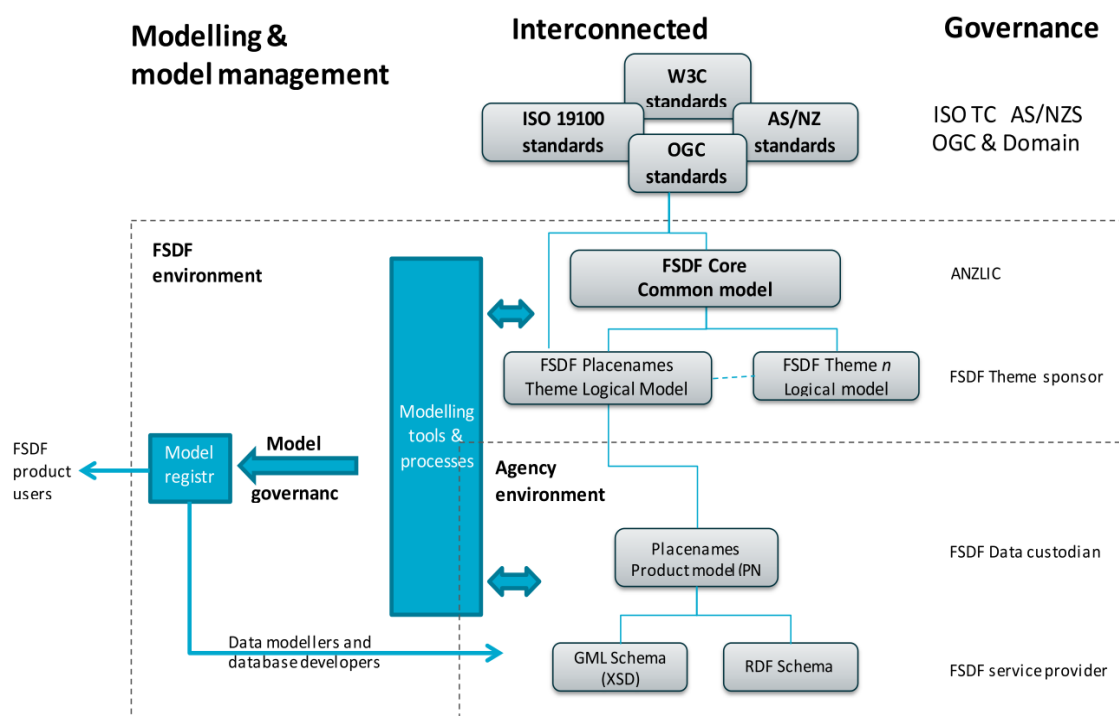 Modelling &
model management
Interconnected
Governance
W3C
standards
ISO 19100
standards
AS/NZ
standards
OGC
standards
ISO TC AS/NZS
OGC & Domain
FSDF
environment
FSDF Core
Common model
ANZLIC
FSDF Placenames
Theme Logical Model
FSDF Theme n
Logical model
FSDF Theme sponsor
Modelling
tools &
processes
FSDF
product
users
Model
registr
Model
governanc
Agency
environment
Placenames
Product model (PN
FSDF Data custodian
Data modellers and
database developers
GML Schema
(XSD)
RDF Schema
FSDF service provider